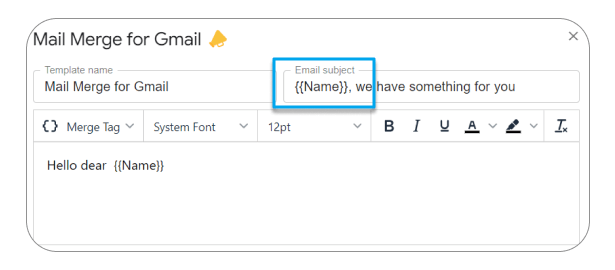 Mail Merge for Gmail
Template name
Email subject
Mail Merge for Gmail
{{Name}}, we have something for you
{} Merge Tag
System Font
12pt
B I U A
Hello dear {{Name}}